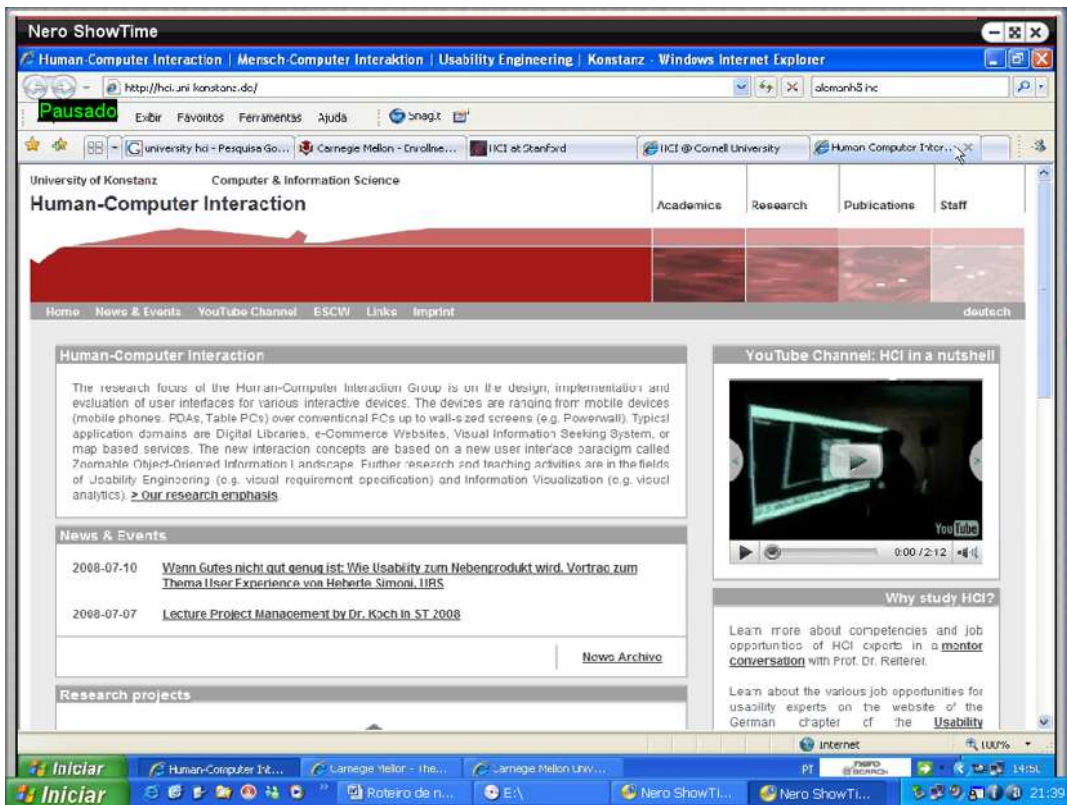 Nero ShowTime
Human-Computer Interaction | Mensch-Computer Interaktion | Usability Engineering | Konstanz - Windows Internet Explorer
http://hci.uni-konstanz.de/
Pausado
Exibir Favoritos Ferramentas Ajuda SnagIt
university hci - Pesquisa Go... Carnegie Mellon - Enrollme... HCI at Stanford HCI @ Cornell University Human Computer Inter...
University of Konstanz Computer & Information Science
Human-Computer Interaction
Academics Research Publications Staff
Home News & Events YouTube Channel ESCW Links Imprint deutsch
Human-Computer Interaction
The research focus of the Human-Computer Interaction Group is on the design, implementation and
evaluation of user interfaces for various interactive devices. The devices are ranging from mobile devices
(mobile phones, PDAs, Table PCs) over conventional PCs up to wall-sized screens (e.g. Powerwall). Typical
application domains are Digital Libraries, e-Commerce Websites, Visual Information Seeking System, or
map based services. The new interaction concepts are based on a new user interface paradigm called
Zoomable Object-Oriented Information Landscape. Further research and teaching activities are in the fields
of Usability Engineering (e.g. visual requirement specification) and Information Visualization (e.g. visual
analytics). > Our research emphasis.
News & Events
2008-07-10 Wenn Gutes nicht gut genug ist: Wie Usability zum Nebenprodukt wird. Vortrag zum
Thema User Experience von Heberle Simoni, UBS
2008-07-07 Lecture Project Management by Dr. Koch in ST 2008
News Archive
Research projects
YouTube Channel: HCI in a nutshell
YouTube
0:00 / 2:12
Why study HCI?
Learn more about competencies and job
opportunities of HCI experts in a mentor
conversation with Prof. Dr. Reiterer.
Learn about the various job opportunities for
usability experts on the website of the
German chapter of the Usability
Internet 100%
Iniciar Human-Computer Int... Carnegie Mellon - The... Carnegie Mellon Univ... PT nero SEARCH 14:50
Iniciar Roteiro de n... E:\ Nero ShowTi... Nero ShowTi... 21:39